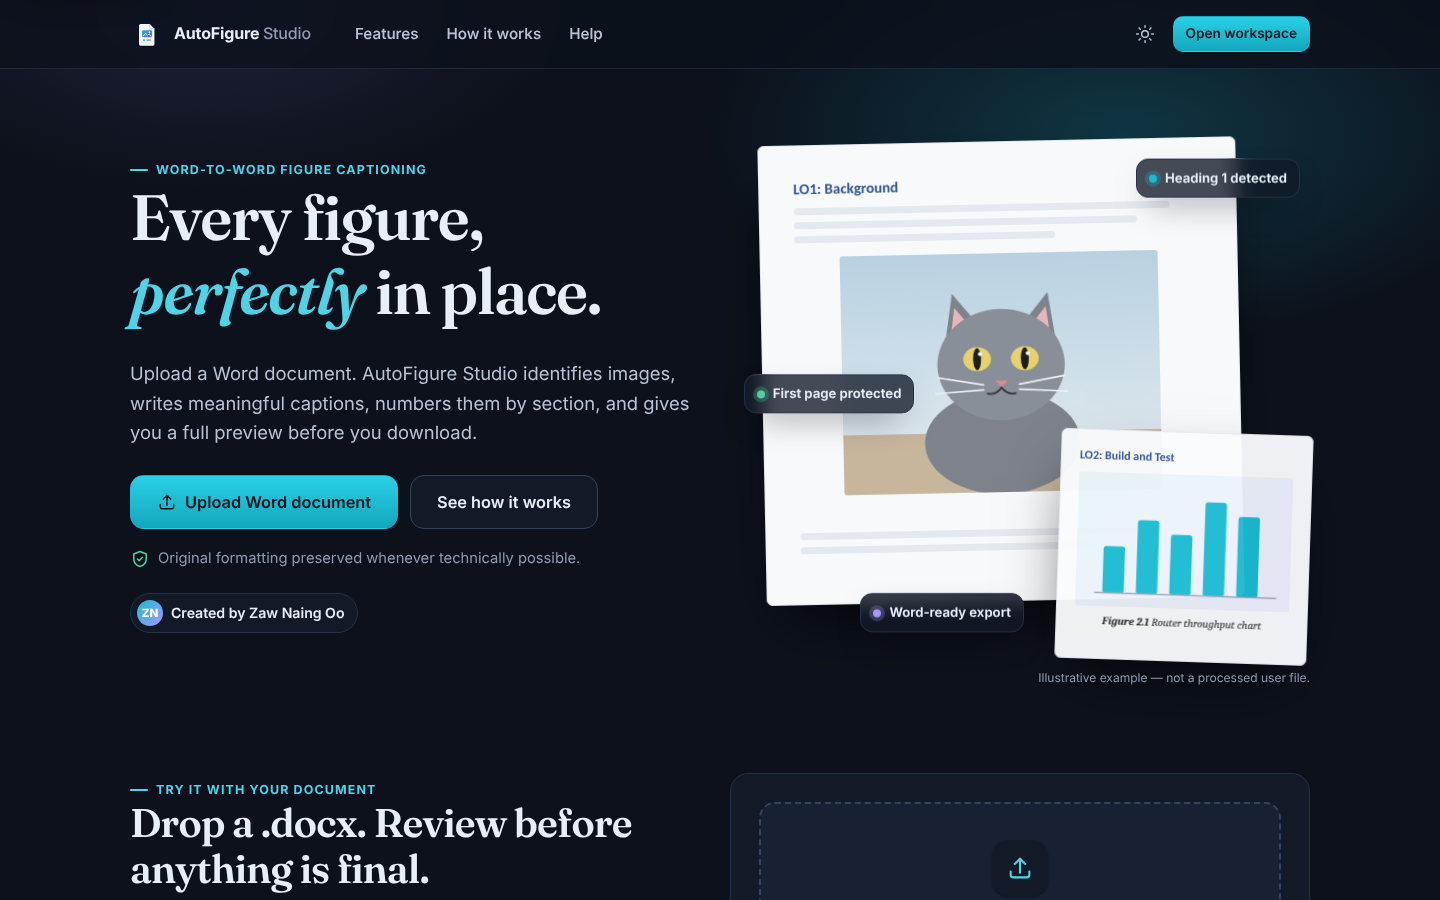 AutoFigure Studio
Features
How it works
Help
Open workspace
WORD-TO-WORD FIGURE CAPTIONING
Every figure,
perfectly in place.
Upload a Word document. AutoFigure Studio identifies images,
writes meaningful captions, numbers them by section, and gives
you a full preview before you download.
Upload Word document
See how it works
Original formatting preserved whenever technically possible.
ZN
Created by Zaw Naing Oo
LO1: Background
Heading 1 detected
First page protected
LO2: Build and Test
Figure 2.1 Router throughput chart
Word-ready export
Illustrative example — not a processed user file.
TRY IT WITH YOUR DOCUMENT
Drop a .docx. Review before
anything is final.